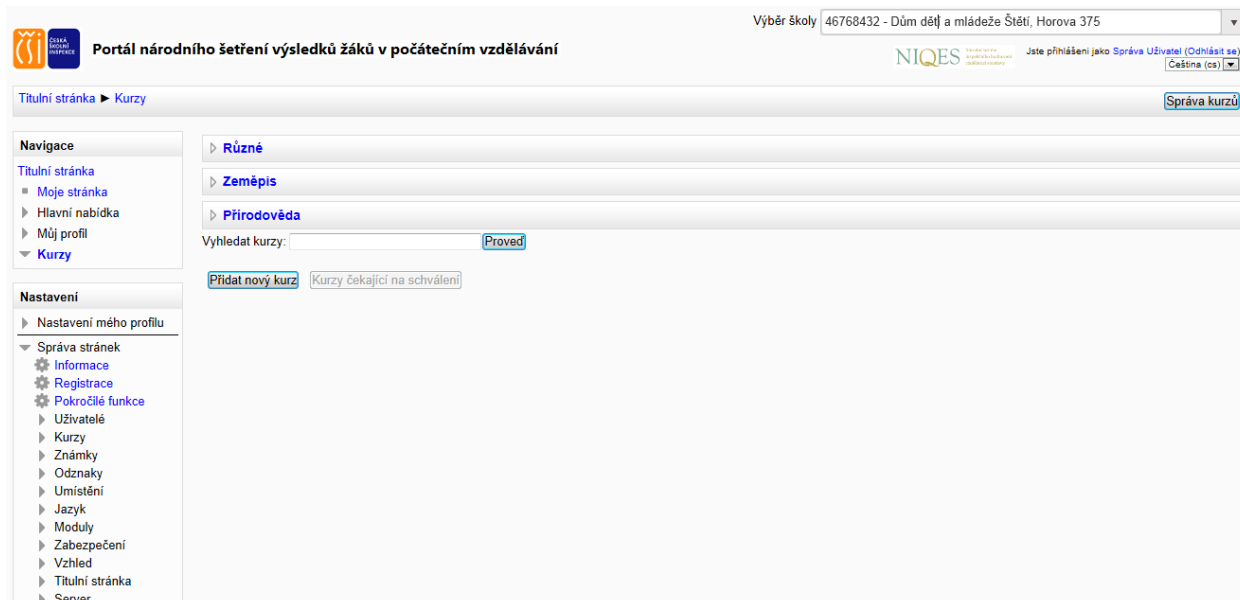 Výběr školy 46768432 - Dům dětí a mládeže Štětí, Horova 375
ČESKÁ ŠKOLNÍ INSPEKCE
Portál národního šetření výsledků žáků v počátečním vzdělávání
NIQES
Jste přihlášeni jako Správa Uživatel (Odhlásit se)
Čeština (cs)
Titulní stránka ► Kurzy
Správa kurzů
Navigace
Titulní stránka
Moje stránka
Hlavní nabídka
Můj profil
Kurzy
Nastavení
Nastavení mého profilu
Správa stránek
Informace
Registrace
Pokročilé funkce
Uživatelé
Kurzy
Známky
Odznaky
Umístění
Jazyk
Moduly
Zabezpečení
Vzhled
Titulní stránka
Server
Různé
Zeměpis
Přírodověda
Vyhledat kurzy: Proveď
Přidat nový kurz Kurzy čekající na schválení